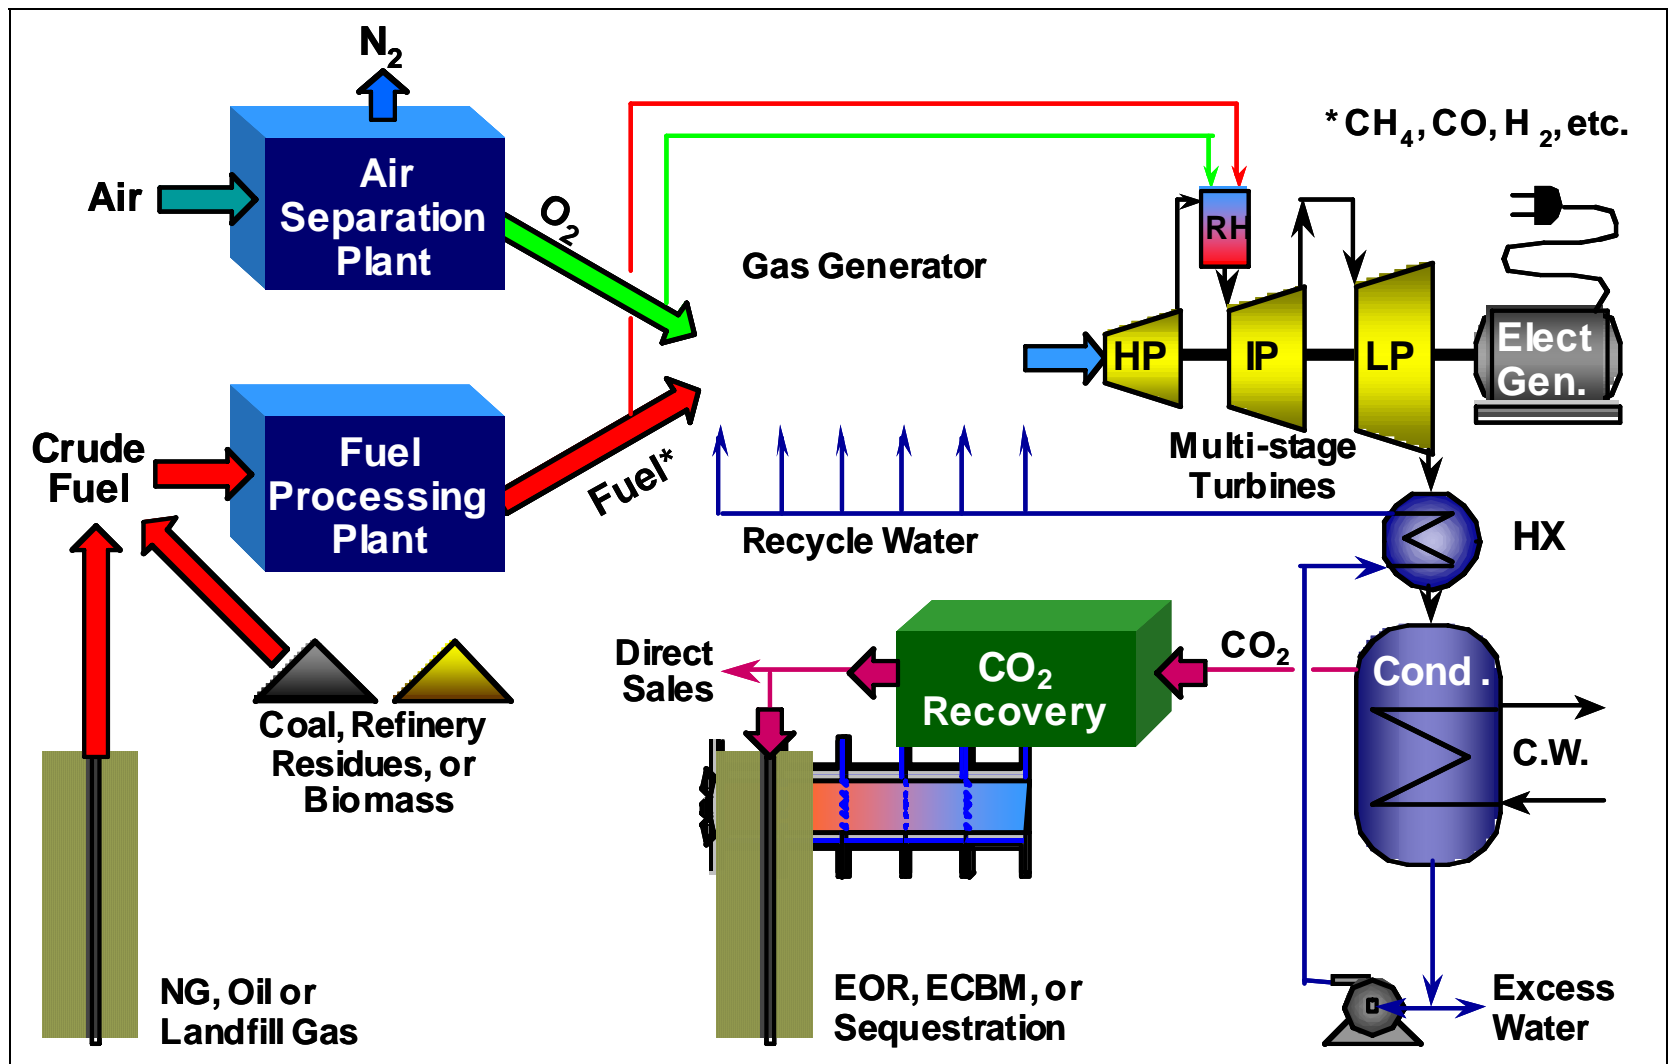 N2
* CH4, CO, H2, etc.
Air
Air
Separation
Plant
O2
RH
Gas Generator
HP
IP
LP
Elect
Gen.
Crude
Fuel
Fuel
Processing
Plant
Fuel*
Multi-stage
Turbines
Recycle Water
HX
Direct
Sales
CO2
Recovery
CO2
Cond.
C.W.
Coal, Refinery
Residues, or
Biomass
NG, Oil or
Landfill Gas
EOR, ECBM, or
Sequestration
Excess
Water